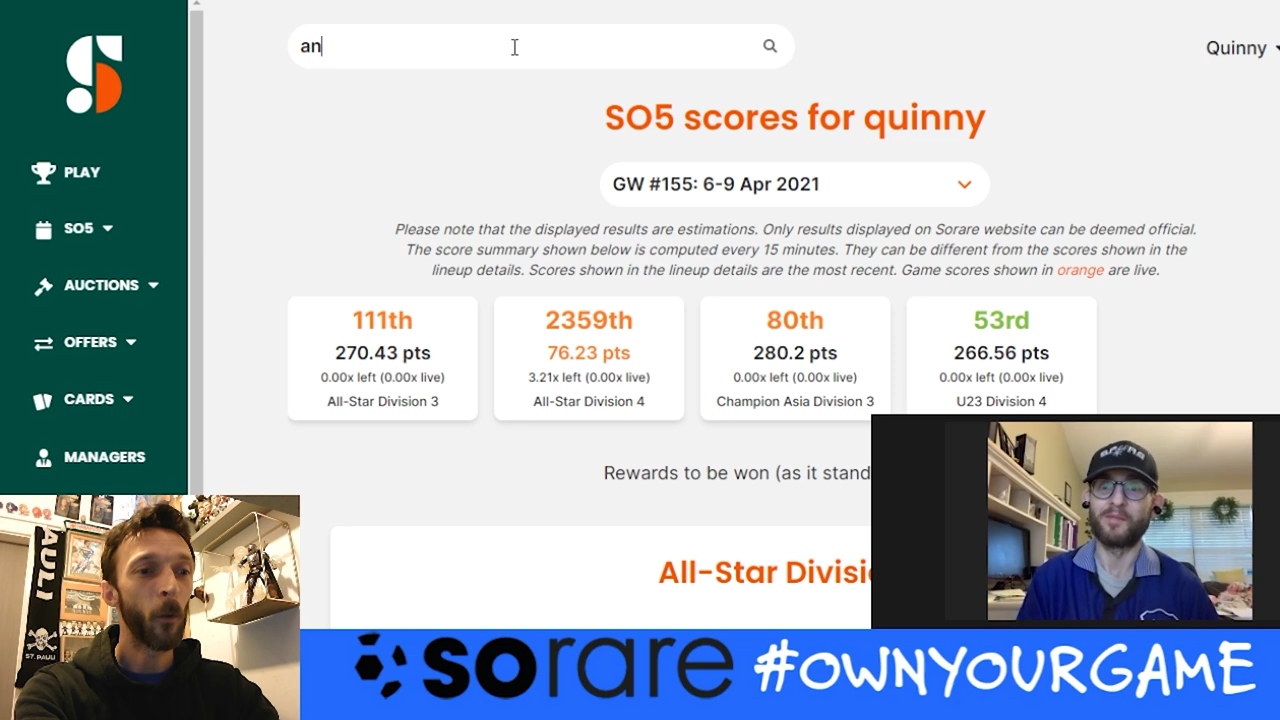 an
Quinny
PLAY
SO5
AUCTIONS
OFFERS
CARDS
MANAGERS
SO5 scores for quinny
GW #155: 6-9 Apr 2021
Please note that the displayed results are estimations. Only results displayed on Sorare website can be deemed official.
The score summary shown below is computed every 15 minutes. They can be different from the scores shown in the
lineup details. Scores shown in the lineup details are the most recent. Game scores shown in orange are live.
111th
270.43 pts
0.00x left (0.00x live)
All-Star Division 3
2359th
76.23 pts
3.21x left (0.00x live)
All-Star Division 4
80th
280.2 pts
0.00x left (0.00x live)
Champion Asia Division 3
53rd
266.56 pts
0.00x left (0.00x live)
U23 Division 4
Rewards to be won (as it stand
All-Star Divisi
AULI
ST. PAULI
sorare #OWNYOURGAME